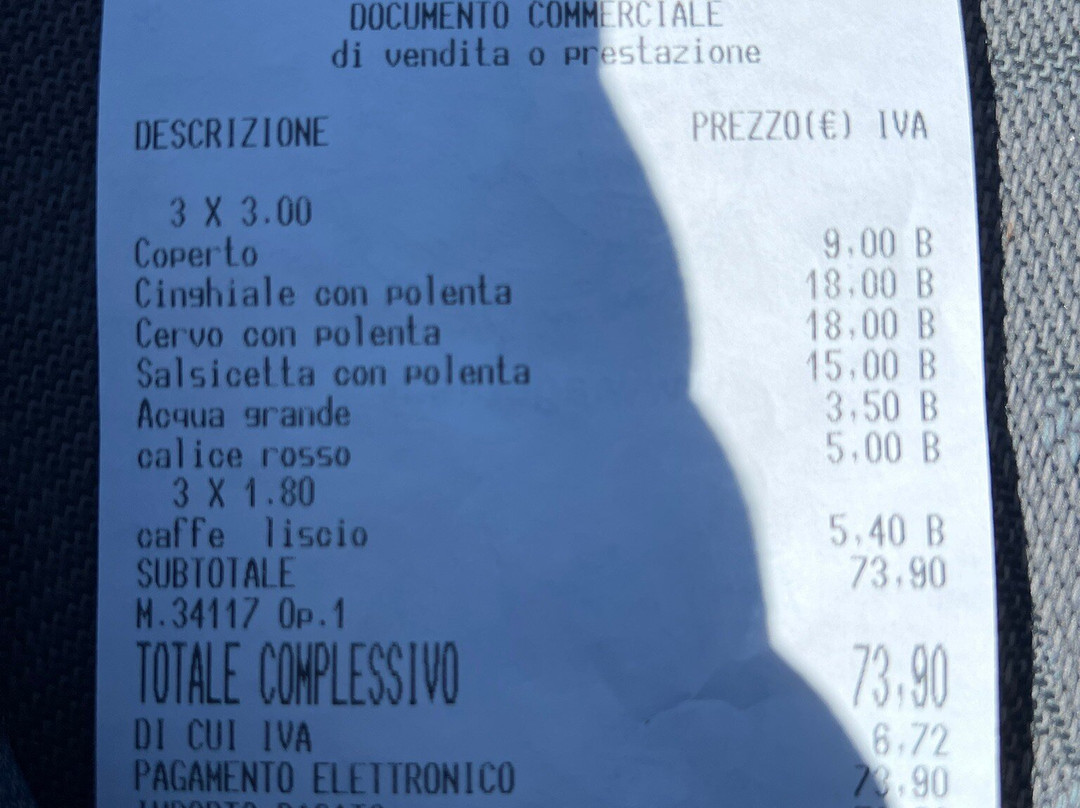 DOCUMENTO COMMERCIALE
di vendita o prestazione
DESCRIZIONE PREZZO(€) IVA
3 X 3.00
Coperto 9,00 B
Cinghiale con polenta 18,00 B
Cervo con polenta 18,00 B
Salsicetta con polenta 15,00 B
Acqua grande 3,50 B
calice rosso 5,00 B
3 X 1.80
caffe liscio 5,40 B
SUBTOTALE 73,90
M.34117 Op.1
TOTALE COMPLESSIVO 73,90
DI CUI IVA 6,72
PAGAMENTO ELETTRONICO 73,90